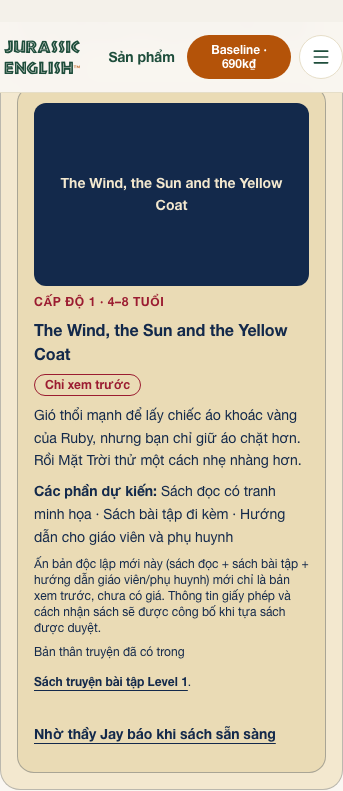 JURASSIC
ENGLISH™
Sản phẩm
Baseline ·
690k₫
The Wind, the Sun and the Yellow
Coat
CẤP ĐỘ 1 · 4–8 TUỔI
The Wind, the Sun and the Yellow
Coat
Chỉ xem trước
Gió thổi mạnh để lấy chiếc áo khoác vàng
của Ruby, nhưng bạn chỉ giữ áo chặt hơn.
Rồi Mặt Trời thử một cách nhẹ nhàng hơn.
Các phần dự kiến: Sách đọc có tranh
minh họa · Sách bài tập đi kèm · Hướng
dẫn cho giáo viên và phụ huynh
Ấn bản độc lập mới này (sách đọc + sách bài tập +
hướng dẫn giáo viên/phụ huynh) mới chỉ là bản
xem trước, chưa có giá. Thông tin giấy phép và
cách nhận sách sẽ được công bố khi tựa sách
được duyệt.
Bản thân truyện đã có trong
Sách truyện bài tập Level 1.
Nhờ thầy Jay báo khi sách sẵn sàng